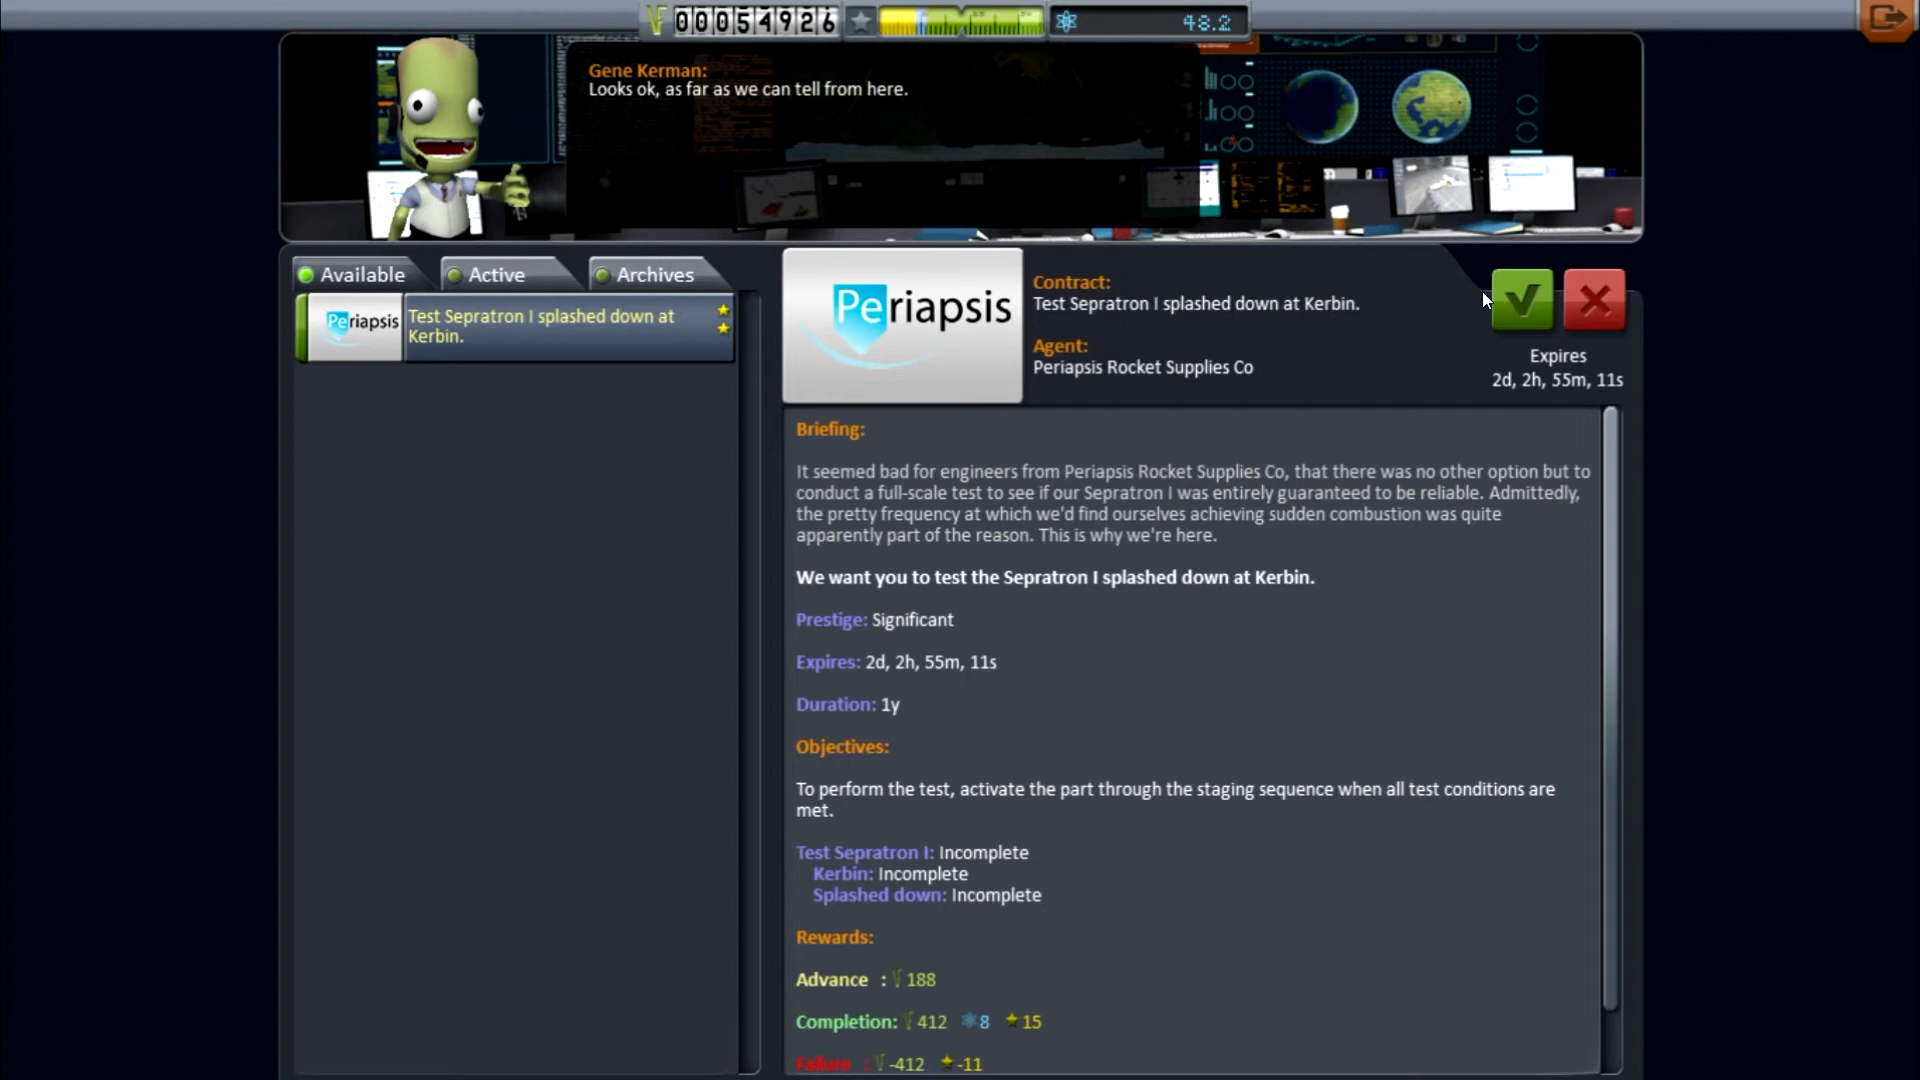 00054926
48.2
Gene Kerman:
Looks ok, as far as we can tell from here.
Available
Active
Archives
Periapsis
Test Sepratron I splashed down at
Kerbin.
Periapsis
Contract:
Test Sepratron I splashed down at Kerbin.
Agent:
Periapsis Rocket Supplies Co
Expires
2d, 2h, 55m, 11s
Briefing:
It seemed bad for engineers from Periapsis Rocket Supplies Co, that there was no other option but to
conduct a full-scale test to see if our Sepratron I was entirely guaranteed to be reliable. Admittedly,
the pretty frequency at which we'd find ourselves achieving sudden combustion was quite
apparently part of the reason. This is why we're here.
We want you to test the Sepratron I splashed down at Kerbin.
Prestige: Significant
Expires: 2d, 2h, 55m, 11s
Duration: 1y
Objectives:
To perform the test, activate the part through the staging sequence when all test conditions are
met.
Test Sepratron I: Incomplete
Kerbin: Incomplete
Splashed down: Incomplete
Rewards:
Advance : 188
Completion: 412 8 15
Failure : -412 -11